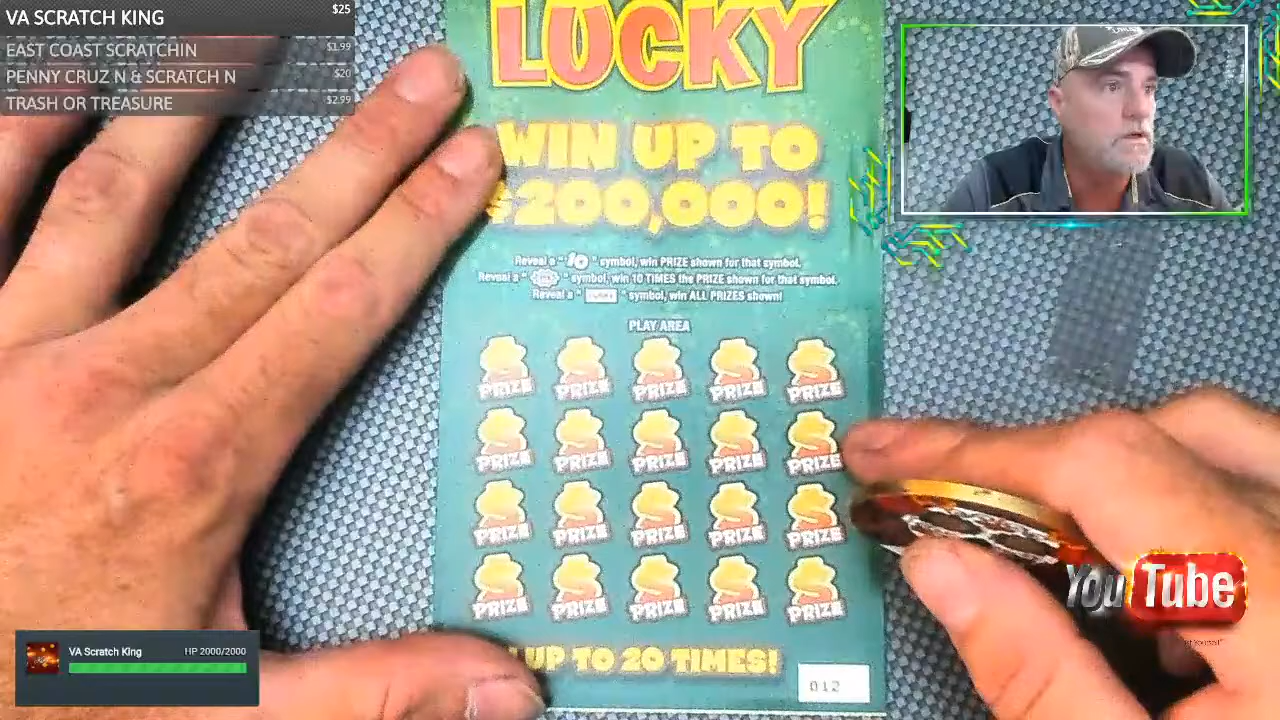 VA SCRATCH KING $25
EAST COAST SCRATCHIN $1.99
PENNY CRUZ N & SCRATCH N $20
TRASH OR TREASURE $2.99
LUCKY
WIN UP TO
$200,000!
Reveal a "10" symbol, win PRIZE shown for that symbol.
Reveal a " " symbol, win 10 TIMES the PRIZE shown for that symbol.
Reveal a " " symbol, win ALL PRIZES shown!
PLAY AREA
$ $ $ $ $
PRIZE PRIZE PRIZE PRIZE PRIZE
$ $ $ $ $
PRIZE PRIZE PRIZE PRIZE PRIZE
$ $ $ $ $
PRIZE PRIZE PRIZE PRIZE PRIZE
$ $ $ $ $
PRIZE PRIZE PRIZE PRIZE PRIZE
UP TO 20 TIMES!
012
YouTube
VA Scratch King HP 2000/2000